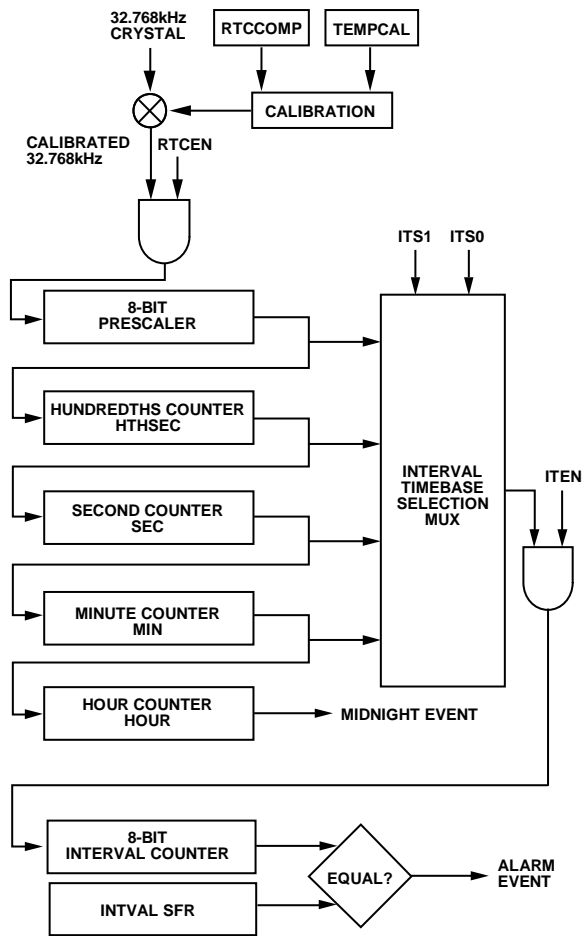 32.768kHz
CRYSTAL
RTCCOMP
TEMPCAL
CALIBRATION
CALIBRATED
32.768kHz
RTCEN
ITS1
ITS0
8-BIT
PRESCALER
HUNDREDTHS COUNTER
HTHSEC
INTERVAL
TIMEBASE
SELECTION
MUX
ITEN
SECOND COUNTER
SEC
MINUTE COUNTER
MIN
HOUR COUNTER
HOUR
MIDNIGHT EVENT
8-BIT
INTERVAL COUNTER
EQUAL?
ALARM
EVENT
INTVAL SFR